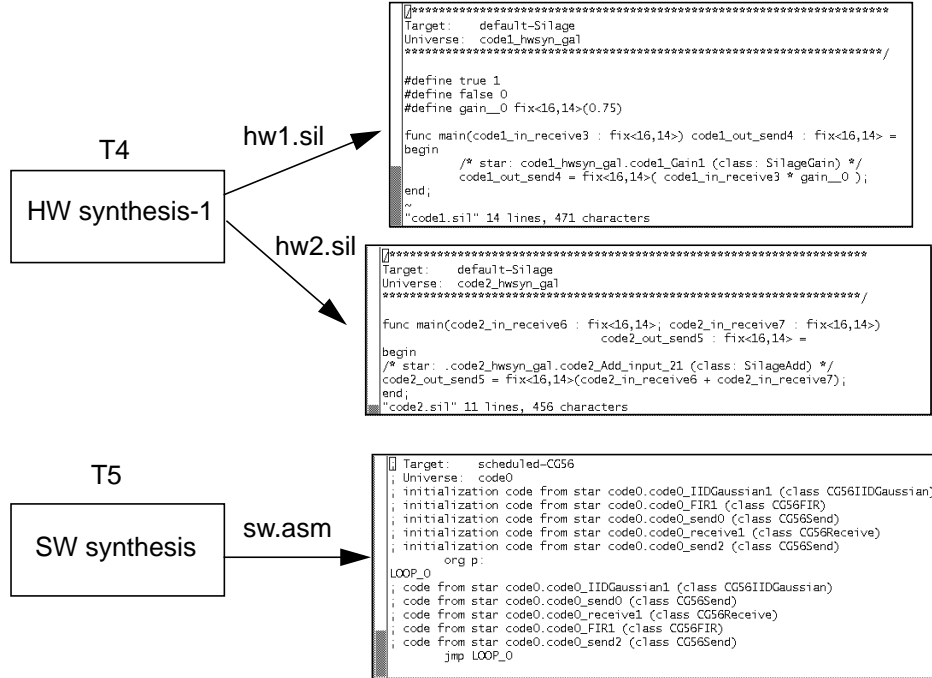 /**********************************************************************
Target:    default-Silage
Universe:  code1_hwsyn_gal
**********************************************************************/
#define true 1
#define false 0
#define gain__0 fix<16,14>(0.75)
func main(code1_in_receive3 : fix<16,14>) code1_out_send4 : fix<16,14> =
begin
/* star: code1_hwsyn_gal.code1_Gain1 (class: SilageGain) */
code1_out_send4 = fix<16,14>( code1_in_receive3 * gain__0 );
end;
~
"code1.sil" 14 lines, 471 characters
T4
hw1.sil
HW synthesis-1
hw2.sil
/**********************************************************************
Target:    default-Silage
Universe:  code2_hwsyn_gal
**********************************************************************/
func main(code2_in_receive6 : fix<16,14>; code2_in_receive7 : fix<16,14>)
code2_out_send5 : fix<16,14> =
begin
/* star: .code2_hwsyn_gal.code2_Add_input_21 (class: SilageAdd) */
code2_out_send5 = fix<16,14>(code2_in_receive6 + code2_in_receive7);
end;
"code2.sil" 11 lines, 456 characters
T5
SW synthesis
sw.asm
; Target:    scheduled-CG56
; Universe:  code0
; initialization code from star code0.code0_IIDGaussian1 (class CG56IIDGaussian)
; initialization code from star code0.code0_FIR1 (class CG56FIR)
; initialization code from star code0.code0_send0 (class CG56Send)
; initialization code from star code0.code0_receive1 (class CG56Receive)
; initialization code from star code0.code0_send2 (class CG56Send)
org p:
LOOP_0
; code from star code0.code0_IIDGaussian1 (class CG56IIDGaussian)
; code from star code0.code0_send0 (class CG56Send)
; code from star code0.code0_receive1 (class CG56Receive)
; code from star code0.code0_FIR1 (class CG56FIR)
; code from star code0.code0_send2 (class CG56Send)
jmp LOOP_0